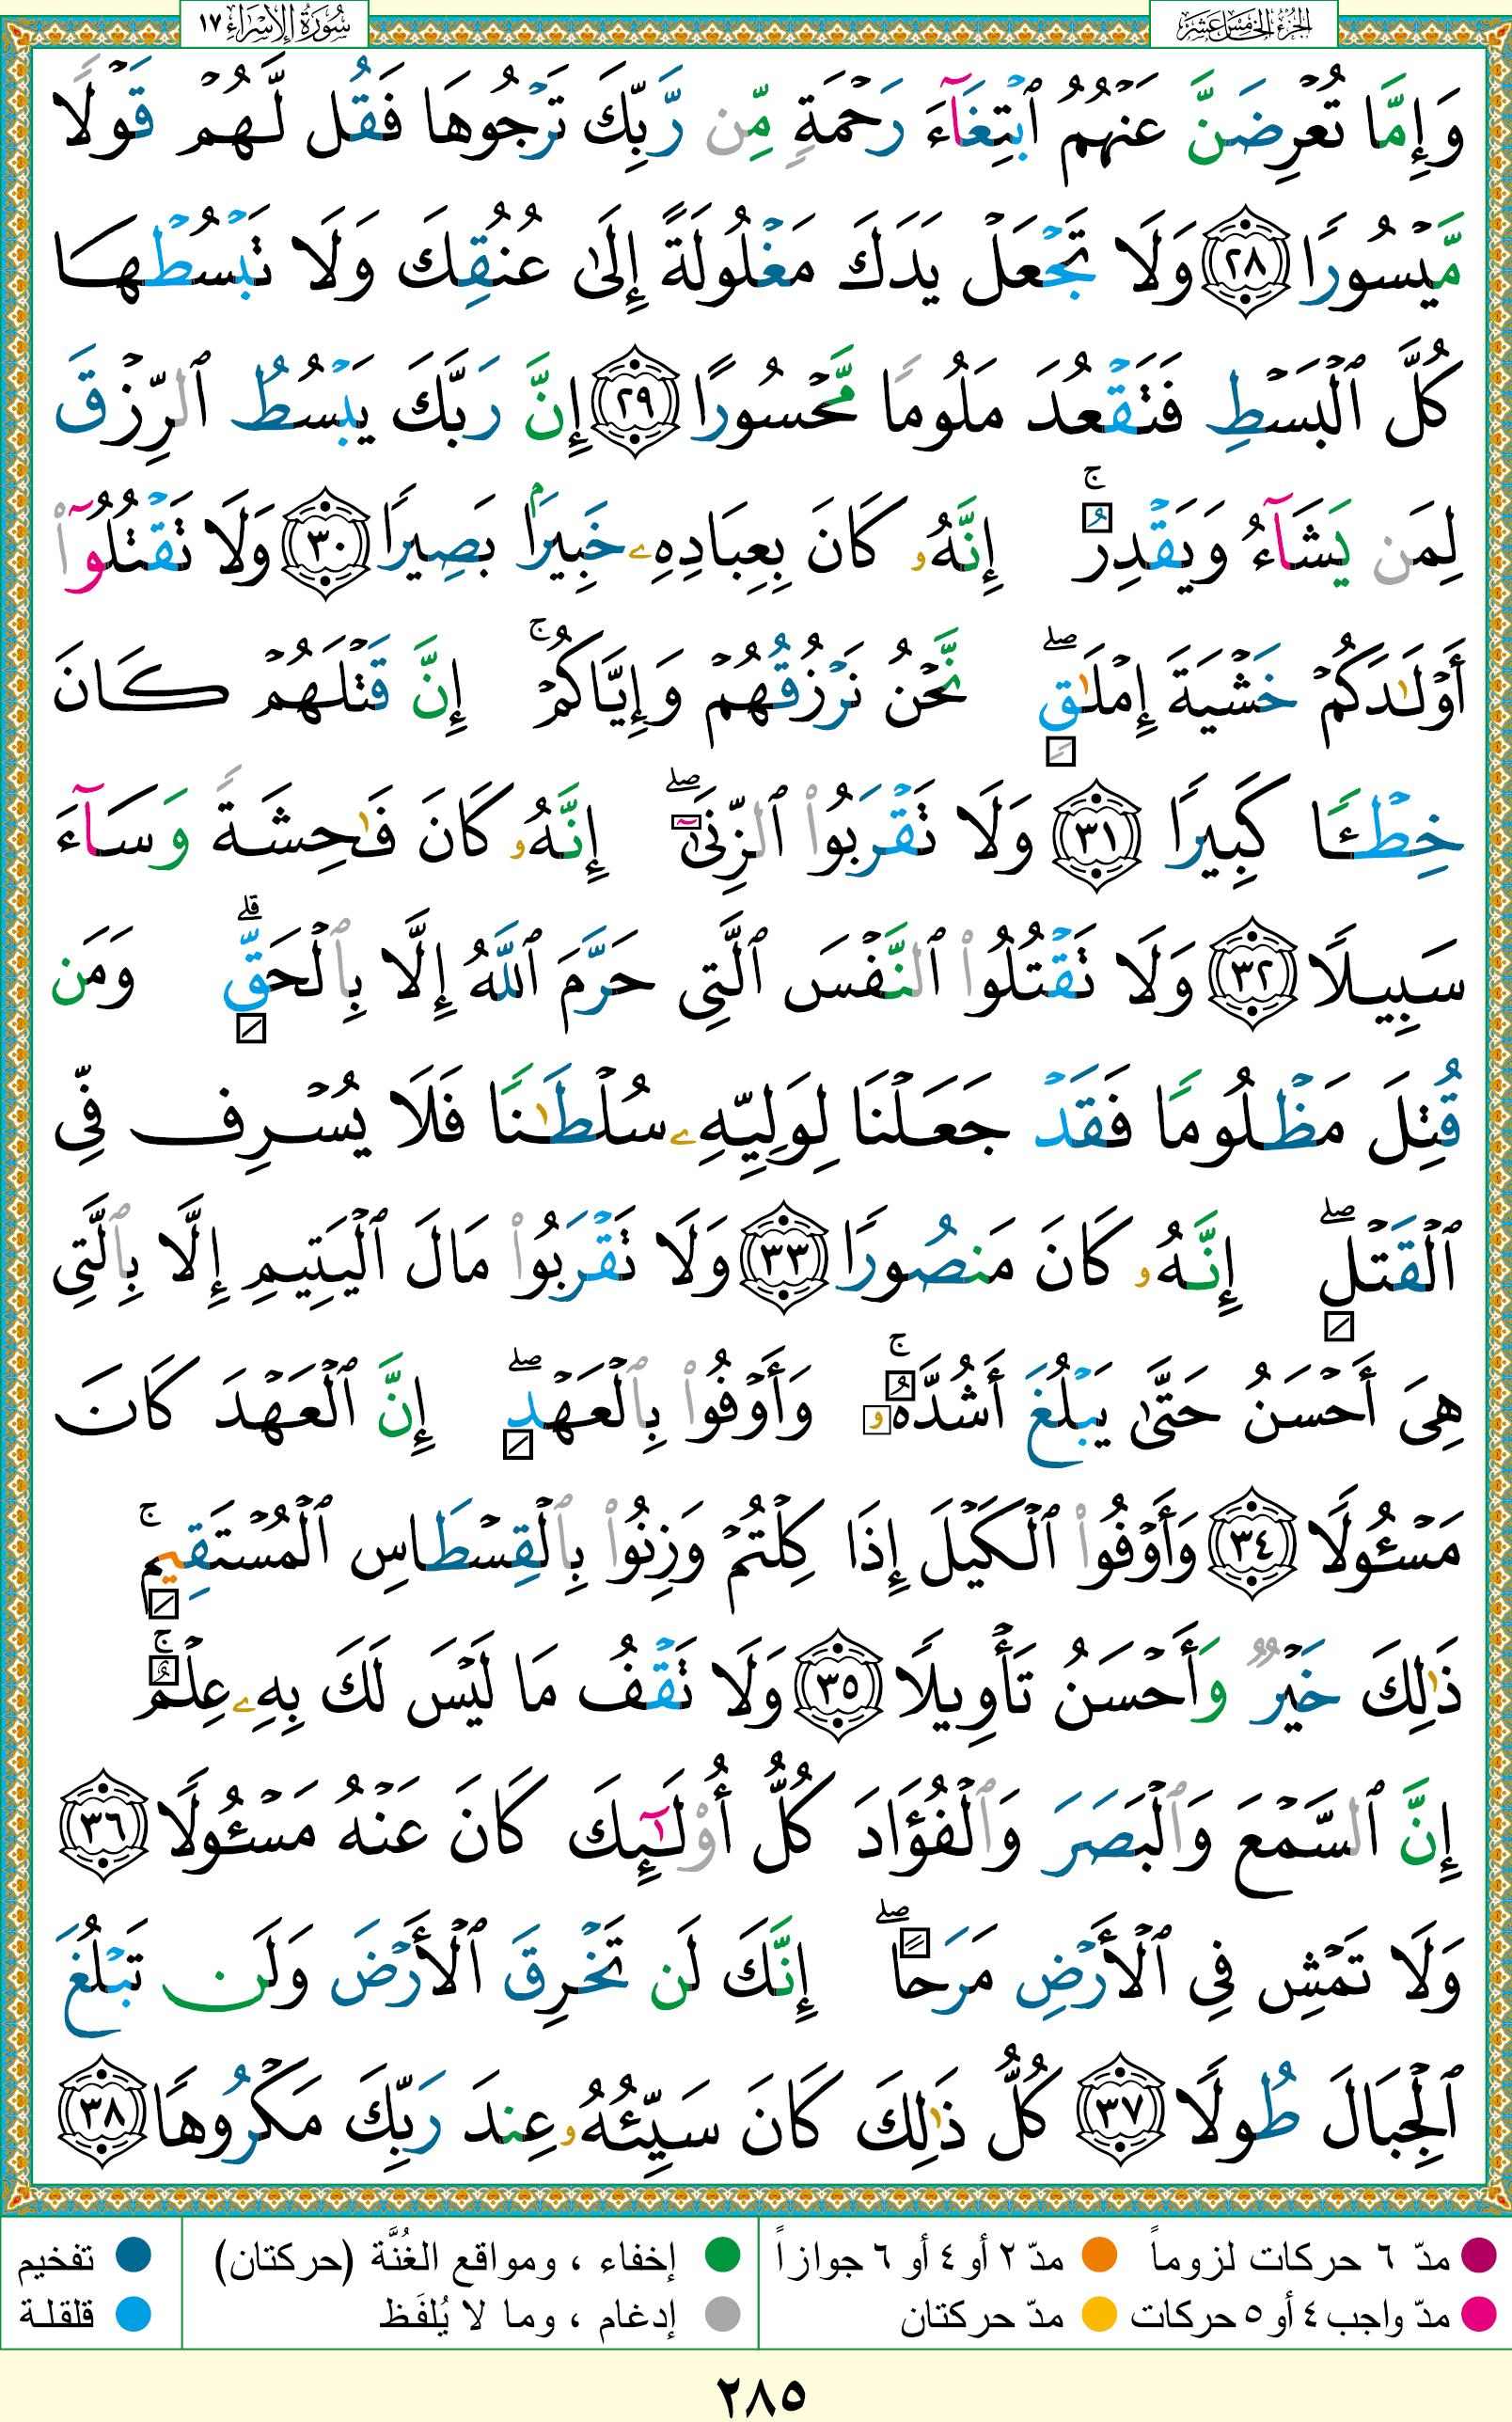 الجزء الخامس عشر
سورة الإسراء ١٧
وَإِمَّا تُعۡرِضَنَّ عَنۡهُمُ ٱبۡتِغَآءَ رَحۡمَةٖ مِّن رَّبِّكَ تَرۡجُوهَا فَقُل لَّهُمۡ قَوۡلٗا
مَّيۡسُورٗا ٢٨ وَلَا تَجۡعَلۡ يَدَكَ مَغۡلُولَةً إِلَىٰ عُنُقِكَ وَلَا تَبۡسُطۡهَا
كُلَّ ٱلۡبَسۡطِ فَتَقۡعُدَ مَلُومٗا مَّحۡسُورًا ٢٩ إِنَّ رَبَّكَ يَبۡسُطُ ٱلرِّزۡقَ
لِمَن يَشَآءُ وَيَقۡدِرُۚ إِنَّهُۥ كَانَ بِعِبَادِهِۦ خَبِيرَۢا بَصِيرٗا ٣٠ وَلَا تَقۡتُلُوٓاْ
أَوۡلَٰدَكُمۡ خَشۡيَةَ إِمۡلَٰقٖۖ نَّحۡنُ نَرۡزُقُهُمۡ وَإِيَّاكُمۡۚ إِنَّ قَتۡلَهُمۡ كَانَ
خِطۡـٔٗا كَبِيرٗا ٣١ وَلَا تَقۡرَبُواْ ٱلزِّنَىٰٓۖ إِنَّهُۥ كَانَ فَٰحِشَةٗ وَسَآءَ
سَبِيلٗا ٣٢ وَلَا تَقۡتُلُواْ ٱلنَّفۡسَ ٱلَّتِي حَرَّمَ ٱللَّهُ إِلَّا بِٱلۡحَقِّۗ وَمَن
قُتِلَ مَظۡلُومٗا فَقَدۡ جَعَلۡنَا لِوَلِيِّهِۦ سُلۡطَٰنٗا فَلَا يُسۡرِف فِّي
ٱلۡقَتۡلِۖ إِنَّهُۥ كَانَ مَنصُورٗا ٣٣ وَلَا تَقۡرَبُواْ مَالَ ٱلۡيَتِيمِ إِلَّا بِٱلَّتِي
هِيَ أَحۡسَنُ حَتَّىٰ يَبۡلُغَ أَشُدَّهُۥۚ وَأَوۡفُواْ بِٱلۡعَهۡدِۖ إِنَّ ٱلۡعَهۡدَ كَانَ
مَسۡـُٔولٗا ٣٤ وَأَوۡفُواْ ٱلۡكَيۡلَ إِذَا كِلۡتُمۡ وَزِنُواْ بِٱلۡقِسۡطَاسِ ٱلۡمُسۡتَقِيمِۚ
ذَٰلِكَ خَيۡرٞ وَأَحۡسَنُ تَأۡوِيلٗا ٣٥ وَلَا تَقۡفُ مَا لَيۡسَ لَكَ بِهِۦ عِلۡمٌۚ
إِنَّ ٱلسَّمۡعَ وَٱلۡبَصَرَ وَٱلۡفُؤَادَ كُلُّ أُوْلَٰٓئِكَ كَانَ عَنۡهُ مَسۡـُٔولٗا ٣٦
وَلَا تَمۡشِ فِي ٱلۡأَرۡضِ مَرَحًاۖ إِنَّكَ لَن تَخۡرِقَ ٱلۡأَرۡضَ وَلَن تَبۡلُغَ
ٱلۡجِبَالَ طُولٗا ٣٧ كُلُّ ذَٰلِكَ كَانَ سَيِّئُهُۥ عِندَ رَبِّكَ مَكۡرُوهٗا ٣٨
مدّ ٦ حركات لزوماً
مدّ ٢ أو ٤ أو ٦ جوازاً
إخفاء ، ومواقع الغُنَّة (حركتان)
تفخيم
مدّ واجب ٤ أو ٥ حركات
مدّ حركتان
إدغام ، وما لا يُلفَظ
قلقلة
٢٨٥